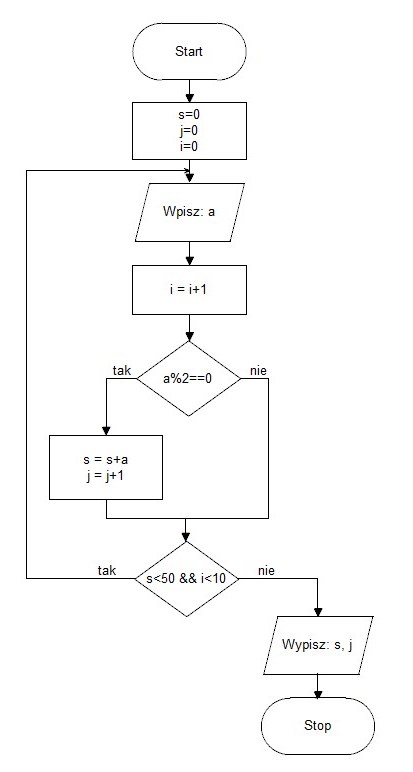 Start
s=0
j=0
i=0
Wpisz: a
i = i+1
tak
a%2==0
nie
s = s+a
j = j+1
tak
s<50 && i<10
nie
Wypisz: s, j
Stop